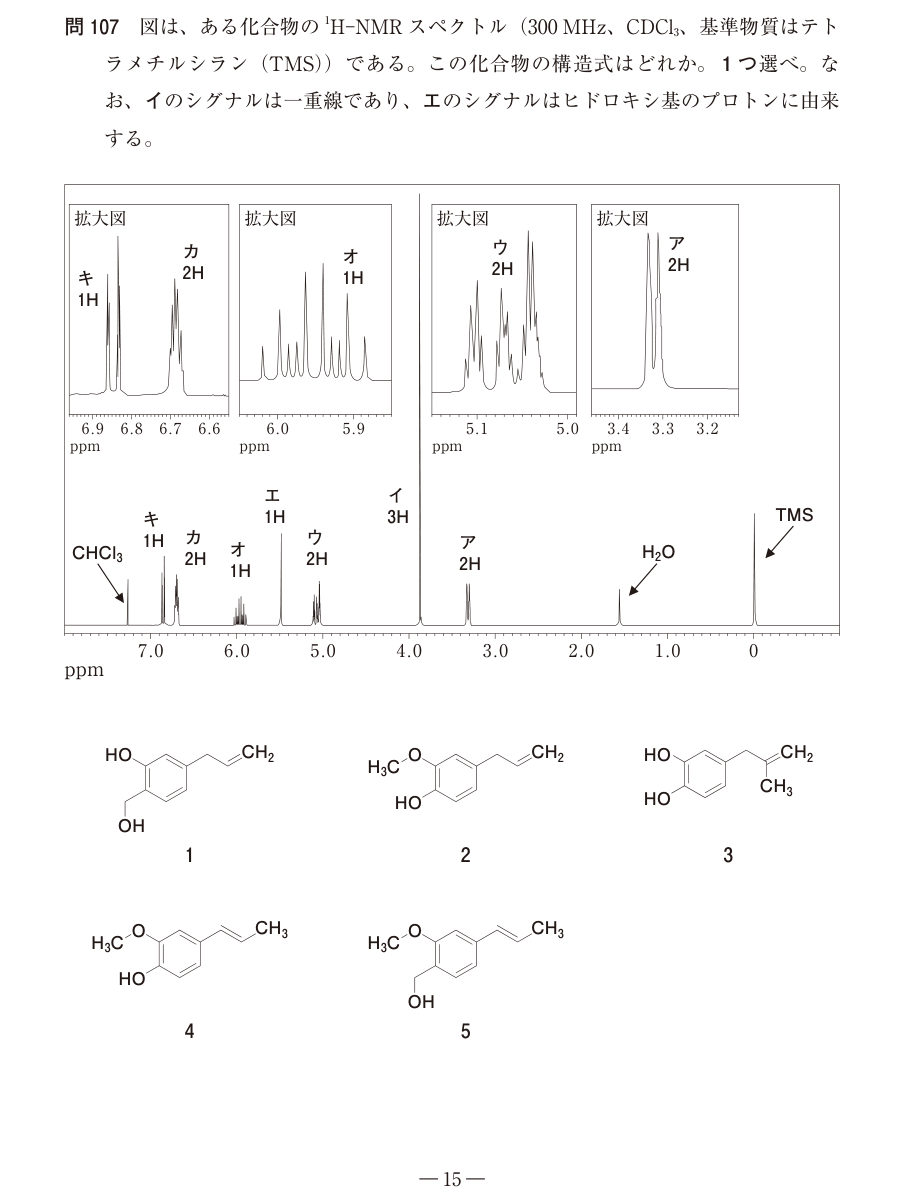 問 107 図は、ある化合物の ¹H-NMR スペクトル（300 MHz、CDCl₃、基準物質はテト
ラメチルシラン（TMS））である。この化合物の構造式はどれか。1つ選べ。な
お、イのシグナルは一重線であり、エのシグナルはヒドロキシ基のプロトンに由来
する。
拡大図
キ
1H
カ
2H
6.9 6.8 6.7 6.6
ppm
拡大図
オ
1H
6.0 5.9
ppm
拡大図
ウ
2H
5.1 5.0
ppm
拡大図
ア
2H
3.4 3.3 3.2
ppm
CHCl₃
キ
1H
カ
2H
オ
1H
エ
1H
ウ
2H
イ
3H
ア
2H
H₂O
TMS
7.0 6.0 5.0 4.0 3.0 2.0 1.0 0
ppm
HO CH₂
OH
1
H₃C O CH₂
HO
2
HO CH₂
HO CH₃
3
H₃C O CH₃
HO
4
H₃C O CH₃
OH
5
— 15 —